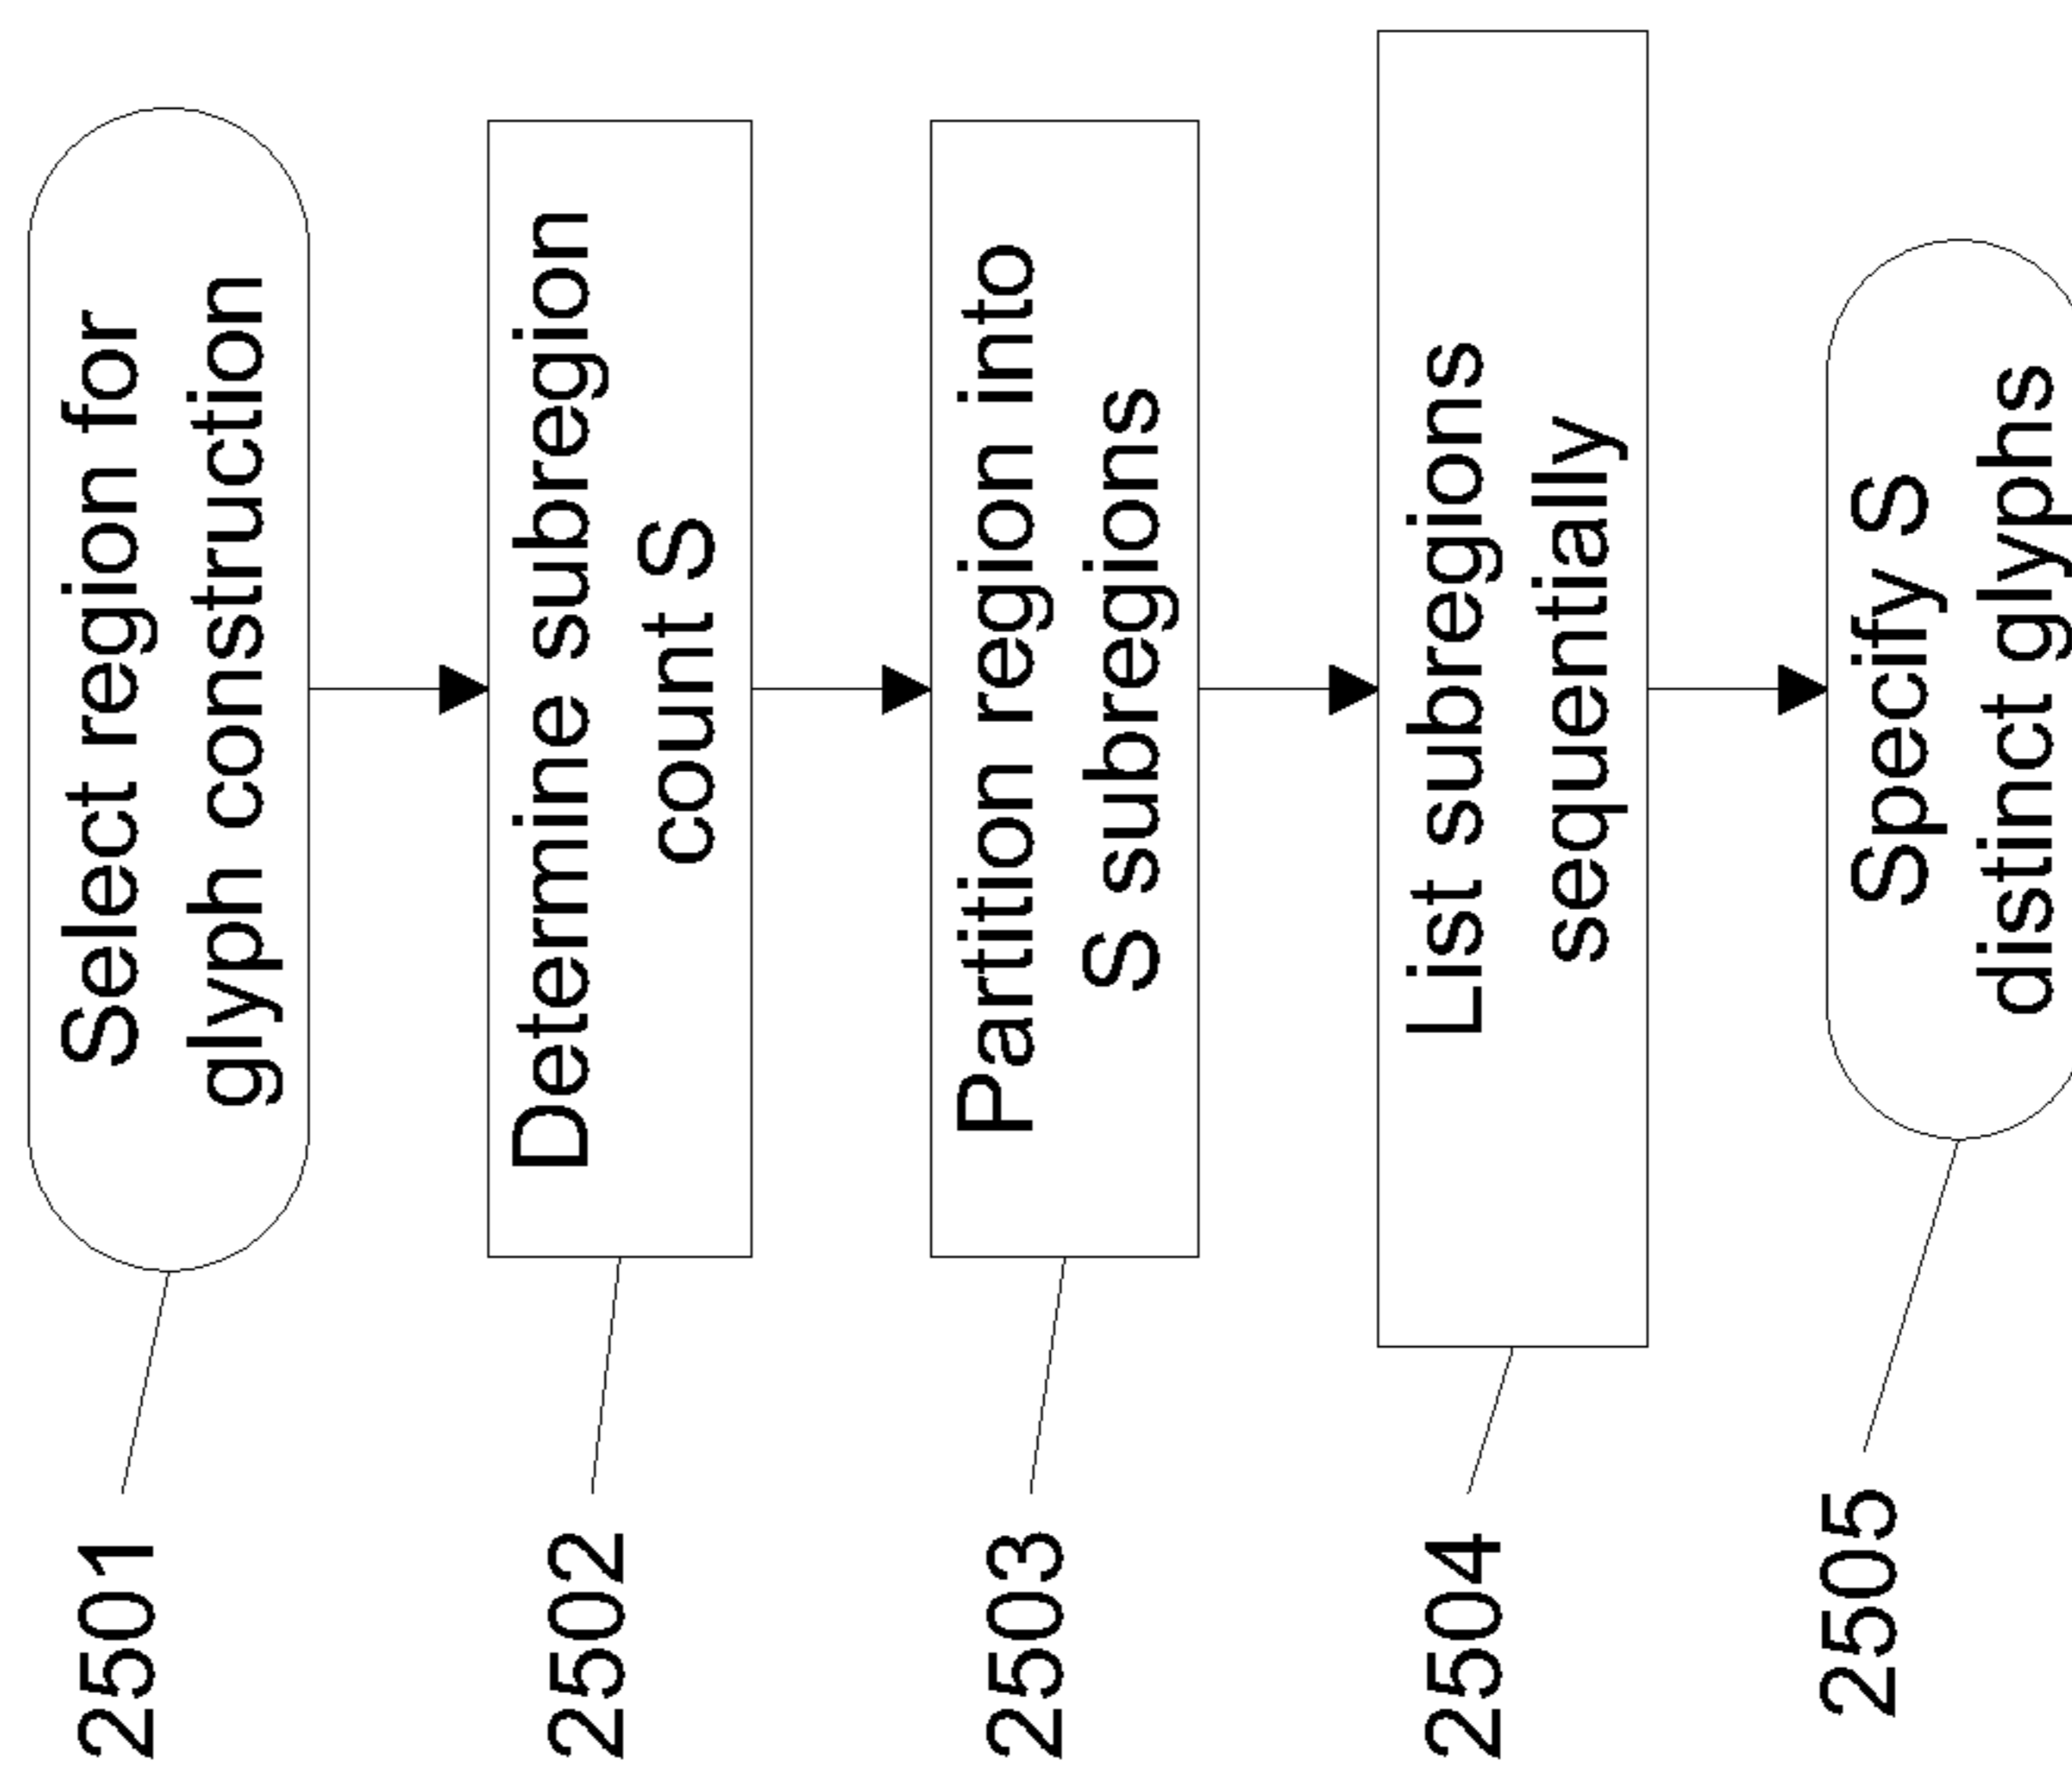 2501
Select region for
glyph construction
2502
Determine subregion
count S
2503
Partition region into
S subregions
2504
List subregions
sequentially
2505
Specify S
distinct glyphs